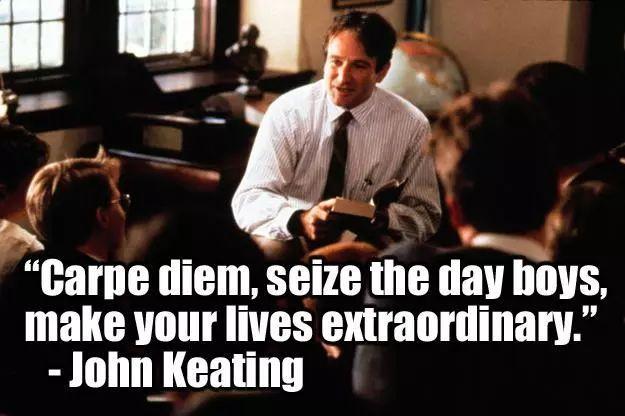 “Carpe diem, seize the day boys,
make your lives extraordinary.”
- John Keating